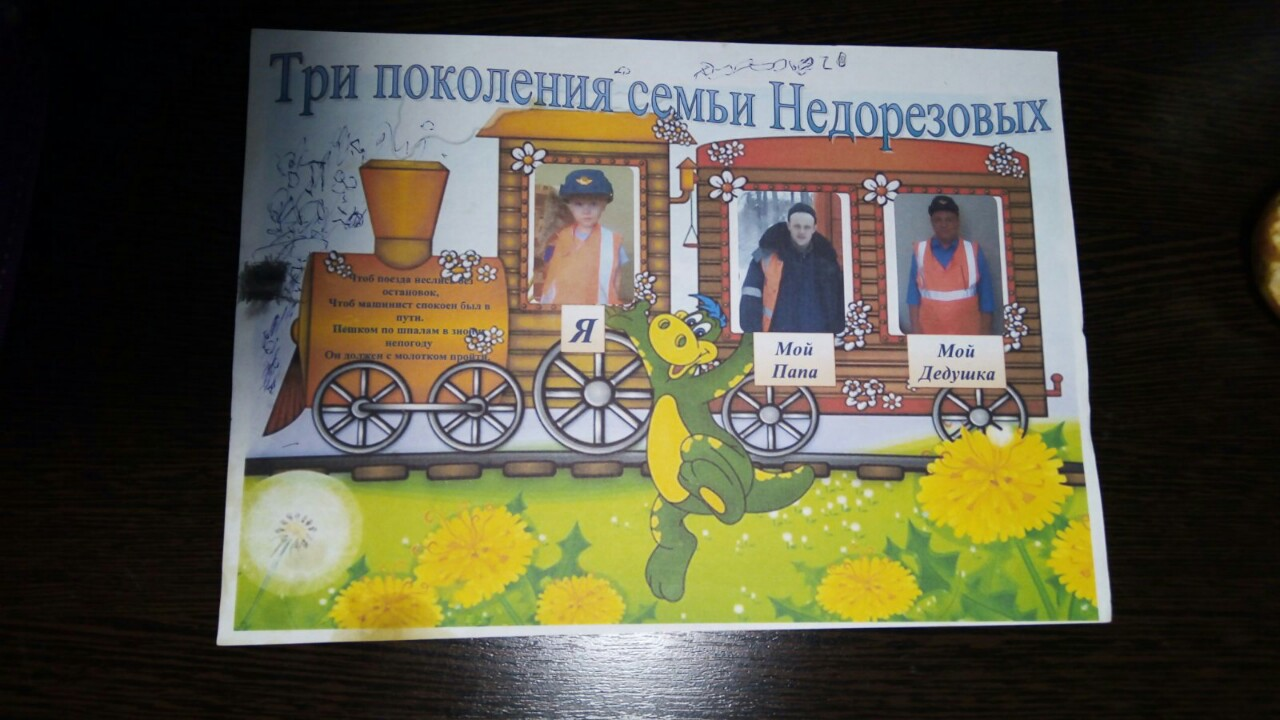 Три поколения семьи Недорезовых
Чтоб поезда неслись без
остановок,
Чтоб машинист спокоен был в
пути.
Пешком по шпалам в зной и
непогоду
Он должен с молотком пройти.
Я
Мой
Папа
Мой
Дедушка